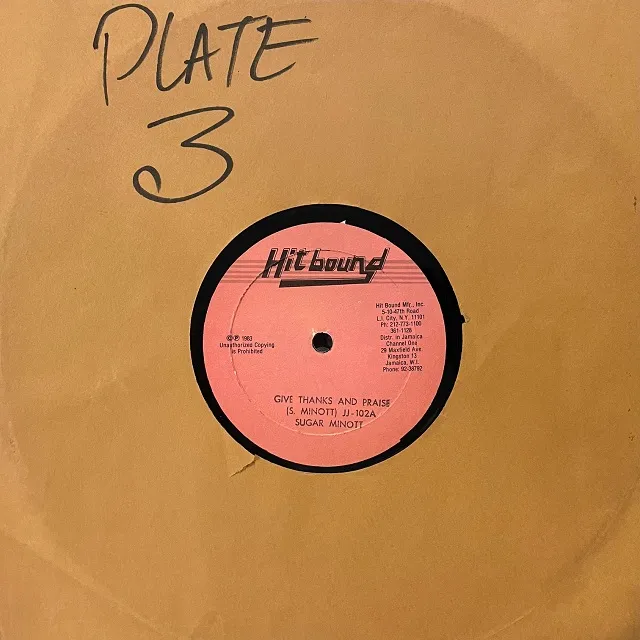 PLATE
3
Hit bound
Hit Bound Mfr., Inc.
5-10-47th Road
L.I. City, N.Y. 11101
Ph: 212-773-1100
361-1128
Distr. in Jamaica
Channel One
29 Maxfield Ave.
Kingston 13
Jamaica, W.I.
Phone: 92-38792
©℗ 1983
Unauthorized Copying
is Prohibited
GIVE THANKS AND PRAISE
(S. MINOTT) JJ-102A
SUGAR MINOTT